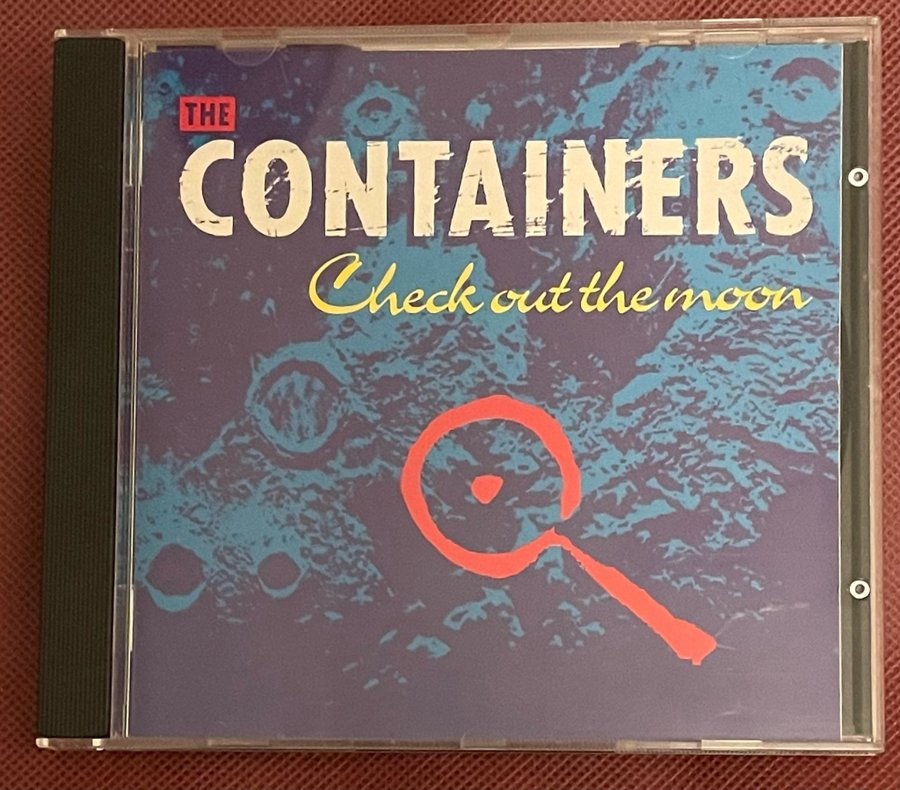 THE
CONTAINERS
Check out the moon